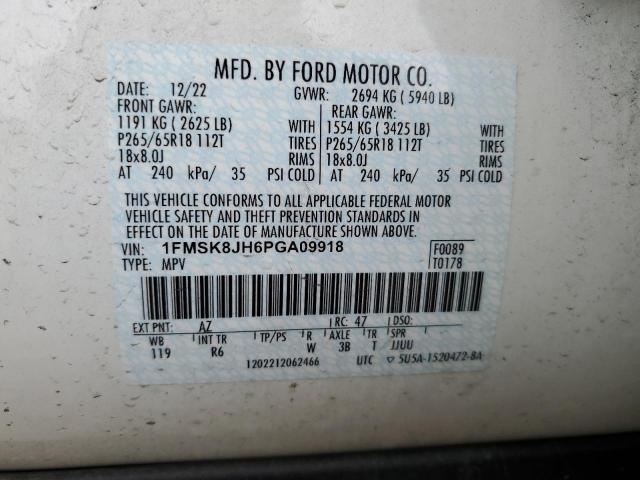 MFD. BY FORD MOTOR CO.
DATE: 12/22 GVWR: 2694 KG ( 5940 LB)
FRONT GAWR: REAR GAWR:
1191 KG ( 2625 LB) WITH 1554 KG ( 3425 LB) WITH
P265/65R18 112T TIRES P265/65R18 112T TIRES
18x8.0J RIMS 18x8.0J RIMS
AT 240 kPa/ 35 PSI COLD AT 240 kPa/ 35 PSI COLD
THIS VEHICLE CONFORMS TO ALL APPLICABLE FEDERAL MOTOR
VEHICLE SAFETY AND THEFT PREVENTION STANDARDS IN
EFFECT ON THE DATE OF MANUFACTURE SHOWN ABOVE.
VIN: 1FMSK8JH6PGA09918 F0089
TYPE: MPV T0178
EXT PNT: AZ RC: 47 DSO:
WB INT TR TP/PS R AXLE TR SPR
119 R6 W 3B T JJUU
1202212062466 UTC 5U5A-1520472-BA